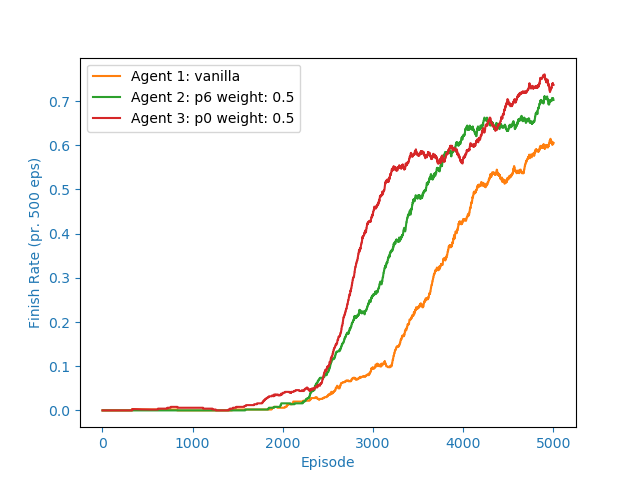 Agent 1: vanilla
Agent 2: p6 weight: 0.5
Agent 3: p0 weight: 0.5
Finish Rate (pr. 500 eps)
0.7
0.6
0.5
0.4
0.3
0.2
0.1
0.0
0 1000 2000 3000 4000 5000
Episode